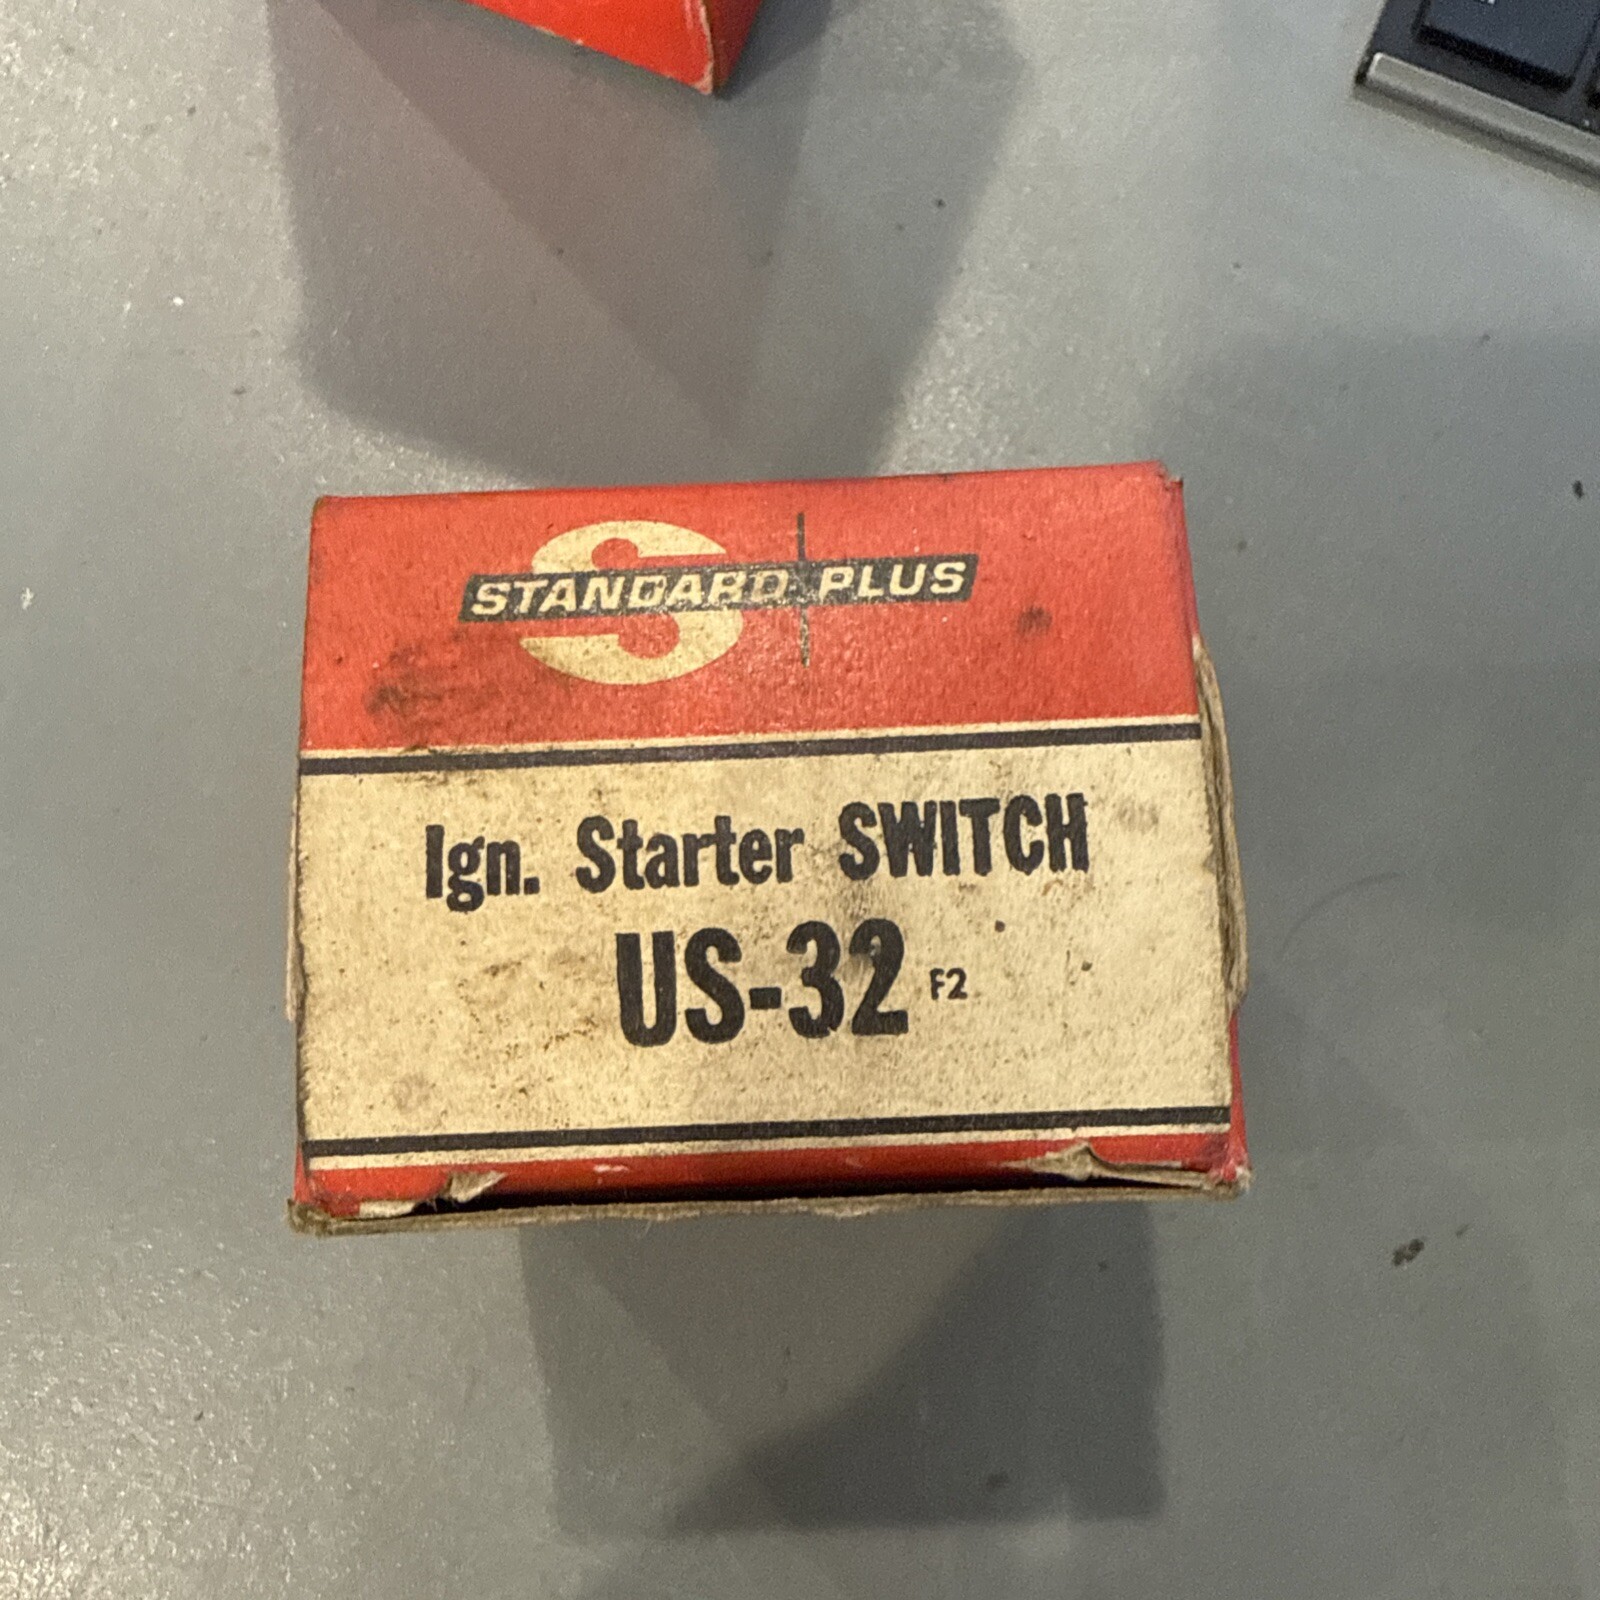 STANDARD PLUS
Ign. Starter SWITCH
US-32 F2